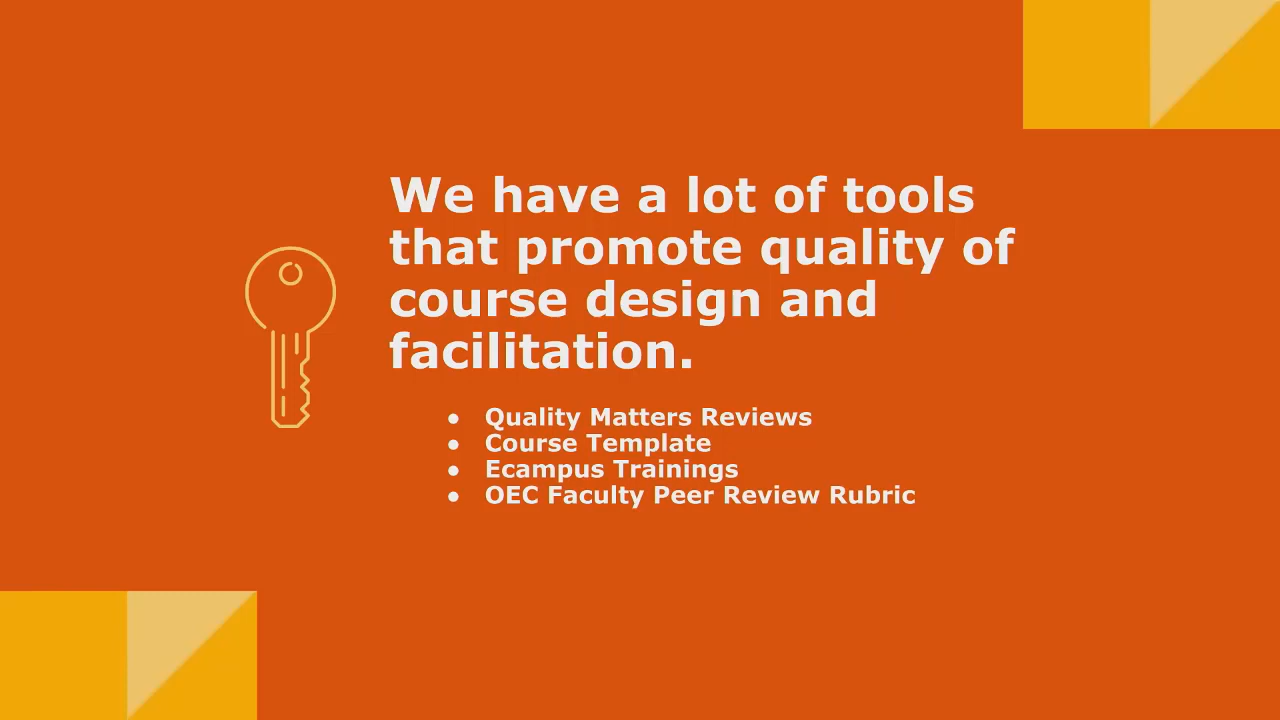 We have a lot of tools
that promote quality of
course design and
facilitation.
● Quality Matters Reviews
● Course Template
● Ecampus Trainings
● OEC Faculty Peer Review Rubric